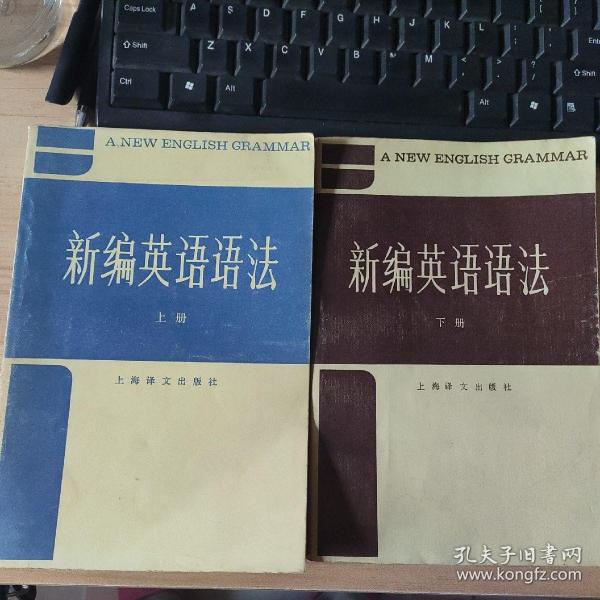 Caps Lock
A
S
D
F
G
H
J
K
L
Shift
Z
X
C
V
B
N
M
Shift
Ctrl
Alt
Alt
Ctrl
A NEW ENGLISH GRAMMAR
新编英语语法
上册
上海译文出版社
A NEW ENGLISH GRAMMAR
新编英语语法
下册
上海译文出版社
孔夫子旧书网
www.kongfz.com